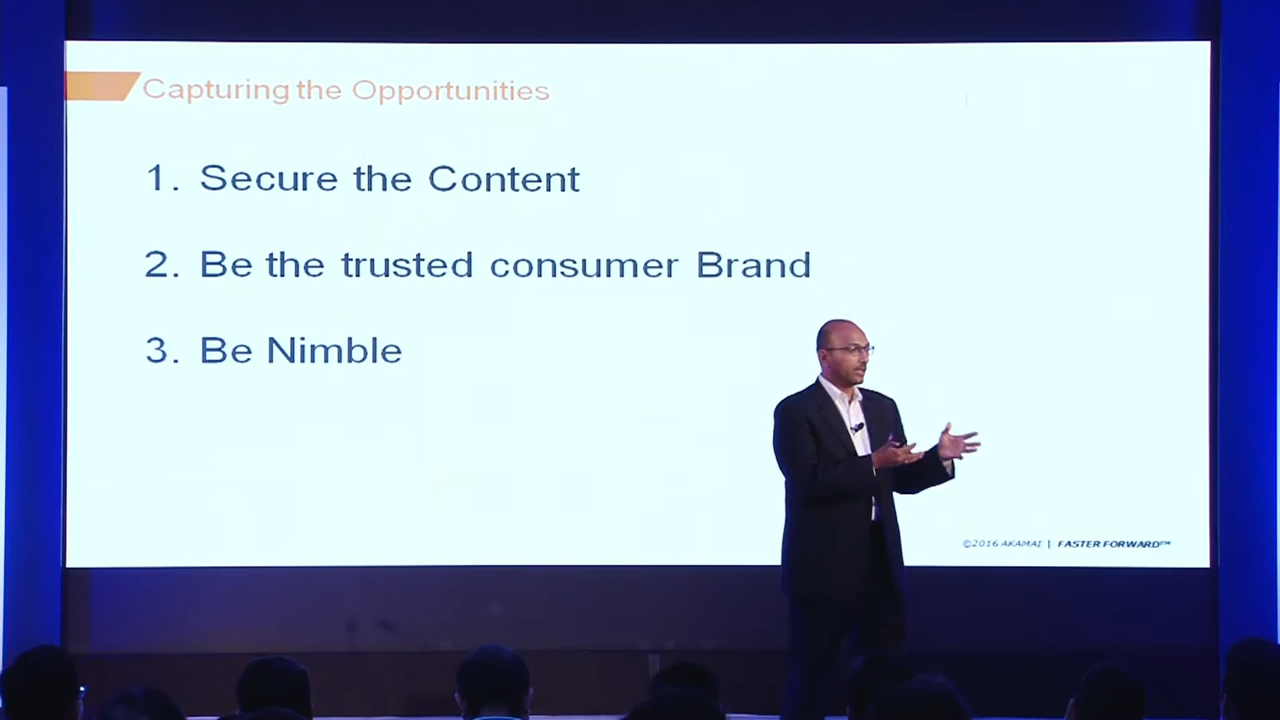 Capturing the Opportunities
1. Secure the Content
2. Be the trusted consumer Brand
3. Be Nimble
©2016 AKAMAI | FASTER FORWARD™